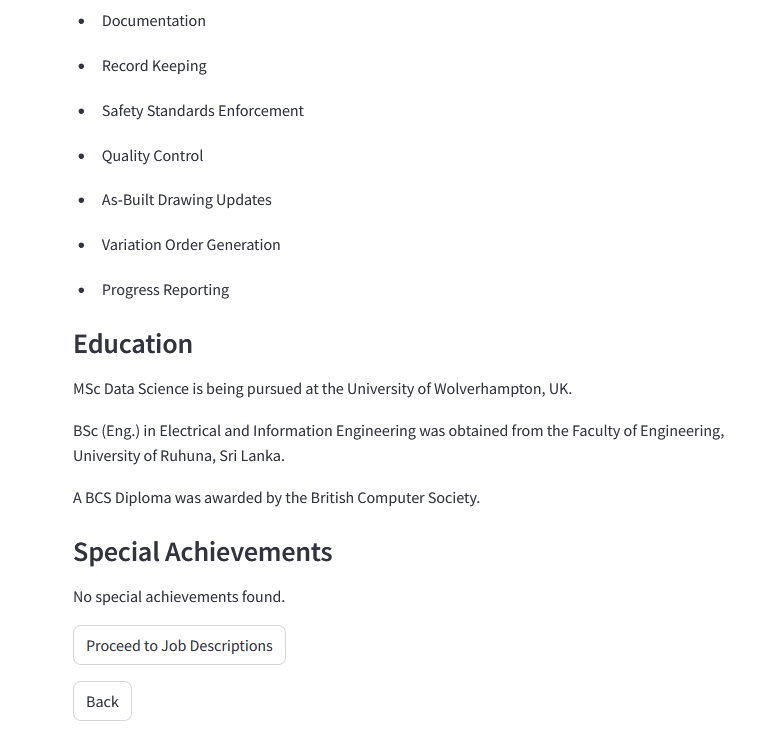 Documentation
Record Keeping
Safety Standards Enforcement
Quality Control
As-Built Drawing Updates
Variation Order Generation
Progress Reporting
Education
MSc Data Science is being pursued at the University of Wolverhampton, UK.
BSc (Eng.) in Electrical and Information Engineering was obtained from the Faculty of Engineering,
University of Ruhuna, Sri Lanka.
A BCS Diploma was awarded by the British Computer Society.
Special Achievements
No special achievements found.
Proceed to Job Descriptions
Back